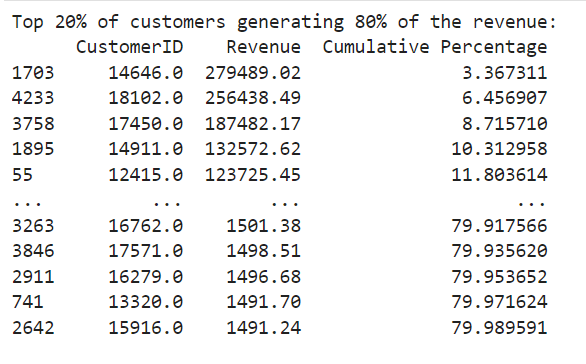 Top 20% of customers generating 80% of the revenue:
CustomerID Revenue Cumulative Percentage
1703 14646.0 279489.02 3.367311
4233 18102.0 256438.49 6.456907
3758 17450.0 187482.17 8.715710
1895 14911.0 132572.62 10.312958
55 12415.0 123725.45 11.803614
... ... ... ...
3263 16762.0 1501.38 79.917566
3846 17571.0 1498.51 79.935620
2911 16279.0 1496.68 79.953652
741 13320.0 1491.70 79.971624
2642 15916.0 1491.24 79.989591